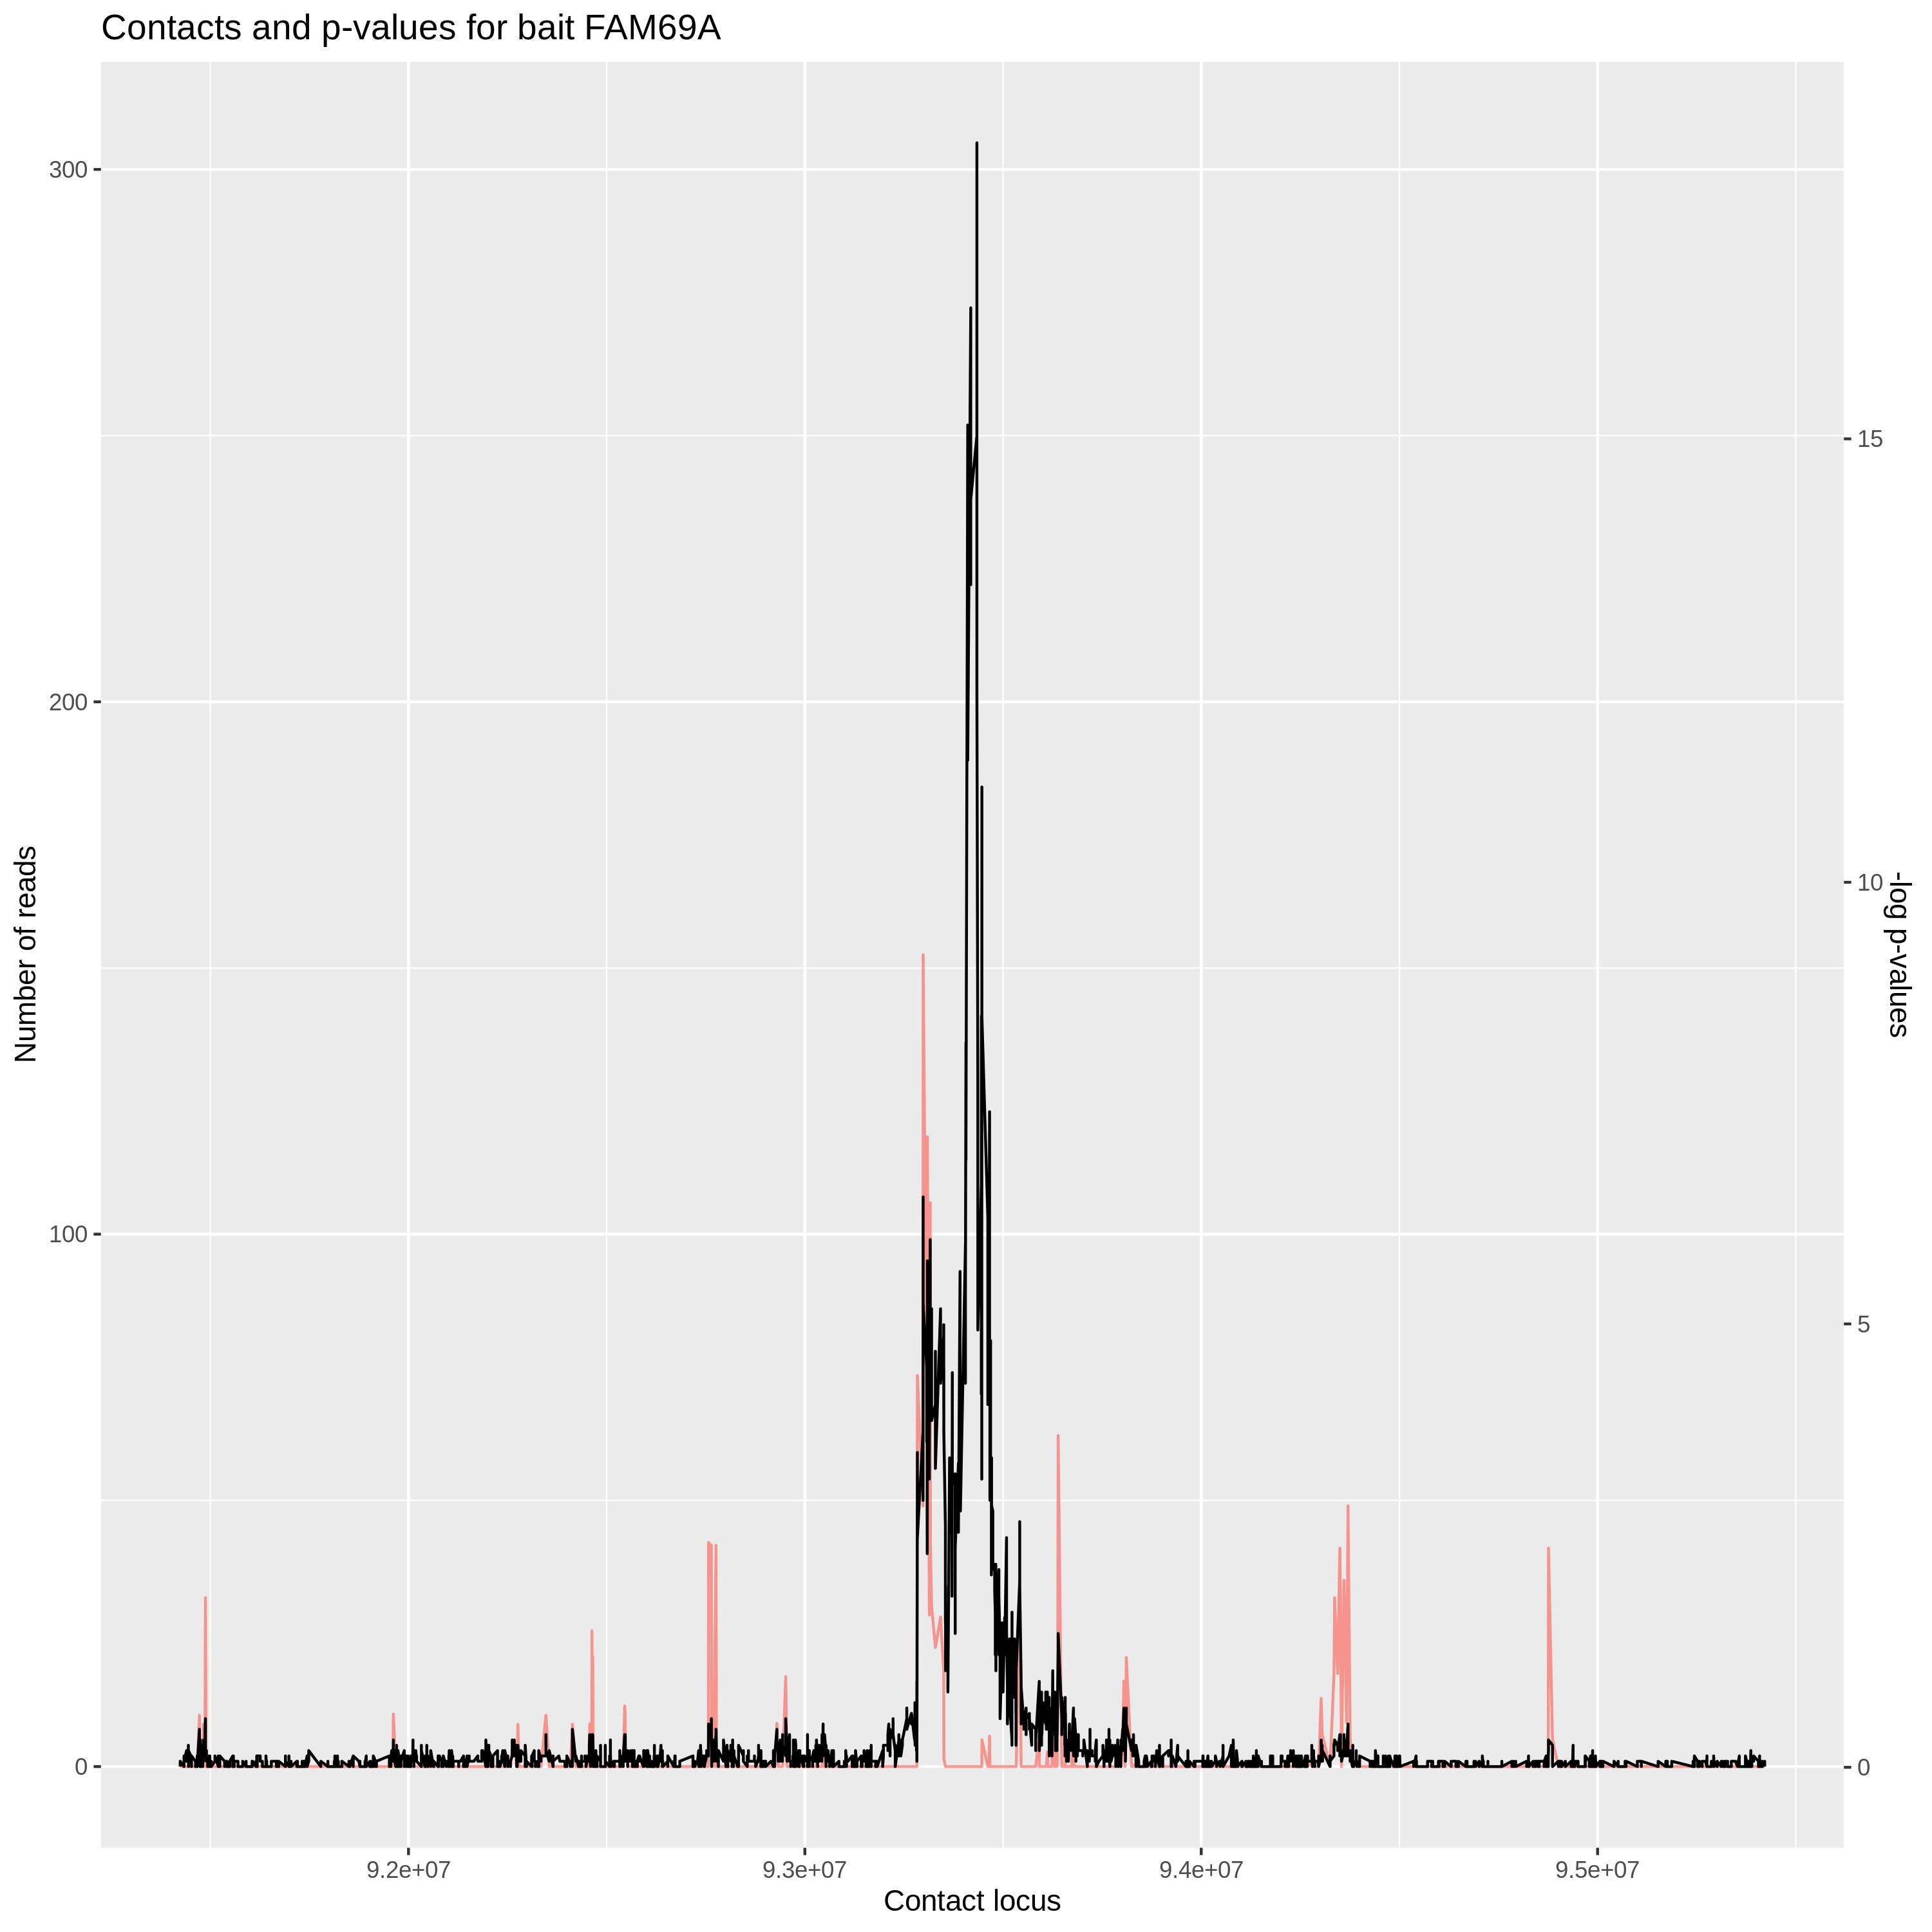 Contacts and p-values for bait FAM69A
300
200
100
0
Number of reads
15
10
5
0
-log p-values
9.2e+07
9.3e+07
9.4e+07
9.5e+07
Contact locus